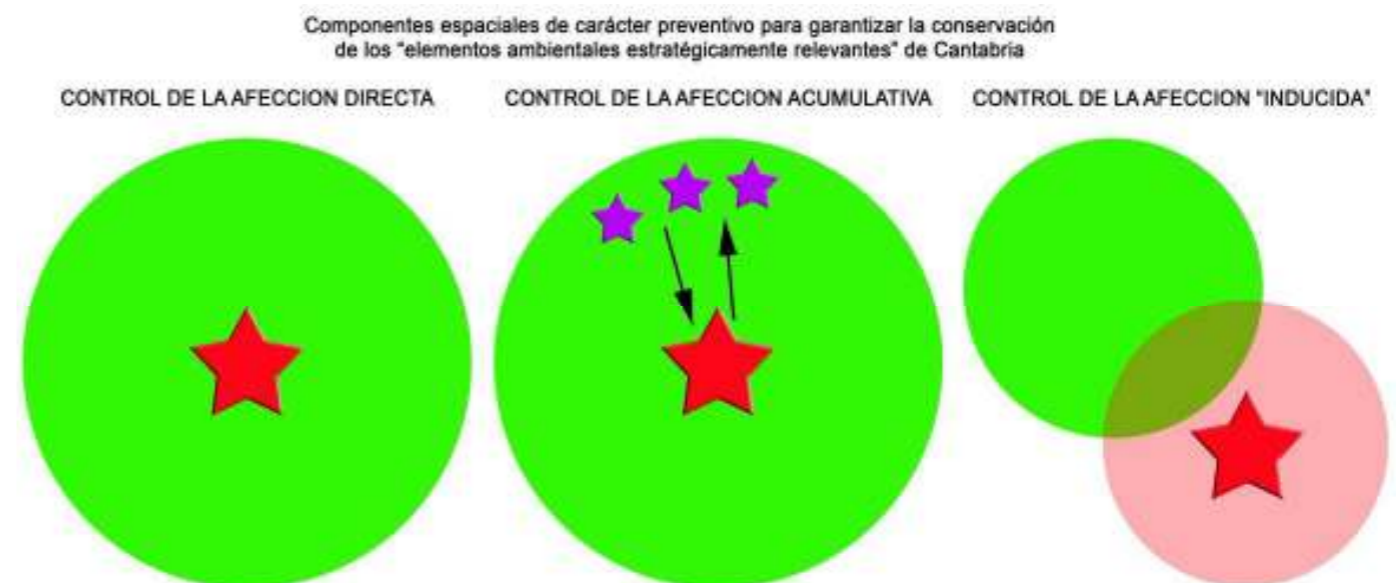 Componentes espaciales de carácter preventivo para garantizar la conservación
de los "elementos ambientales estratégicamente relevantes" de Cantabria
CONTROL DE LA AFECCION DIRECTA
CONTROL DE LA AFECCION ACUMULATIVA
CONTROL DE LA AFECCION "INDUCIDA"